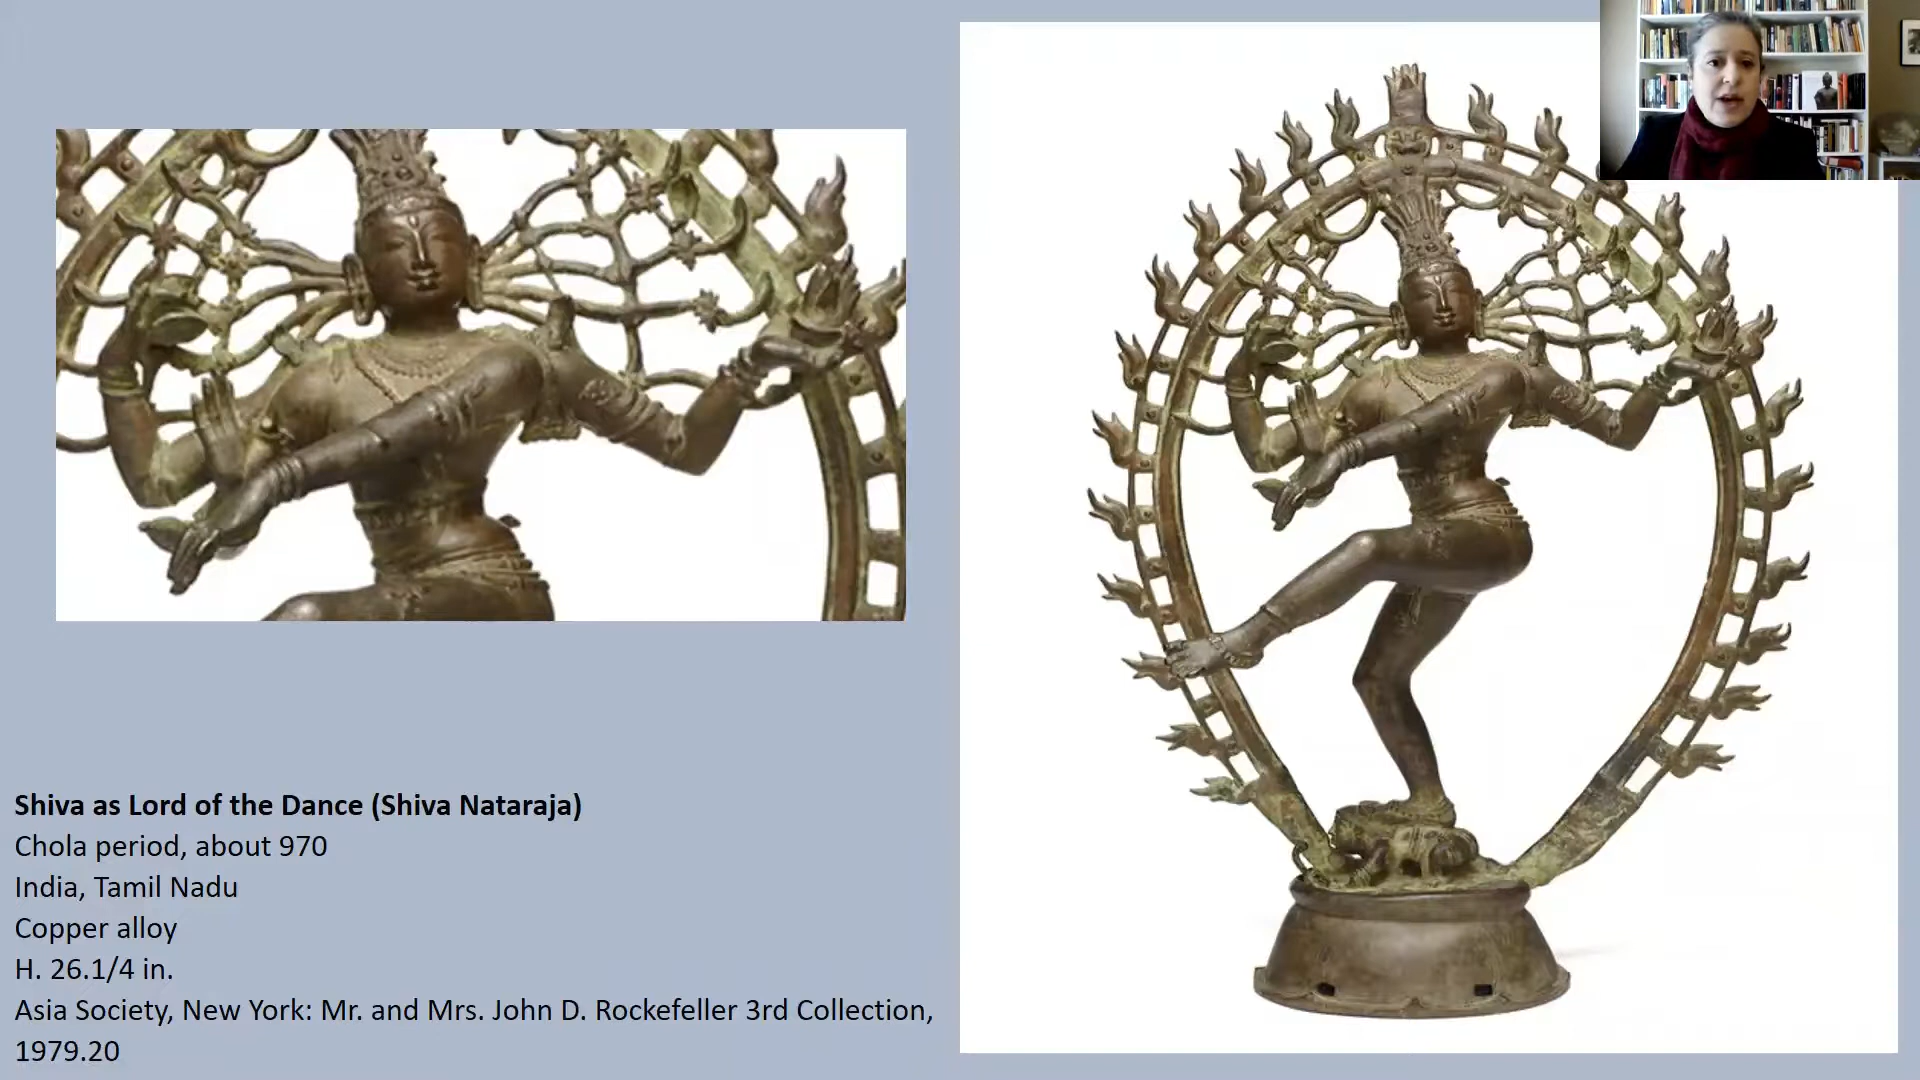 Shiva as Lord of the Dance (Shiva Nataraja)
Chola period, about 970
India, Tamil Nadu
Copper alloy
H. 26.1/4 in.
Asia Society, New York: Mr. and Mrs. John D. Rockefeller 3rd Collection,
1979.20